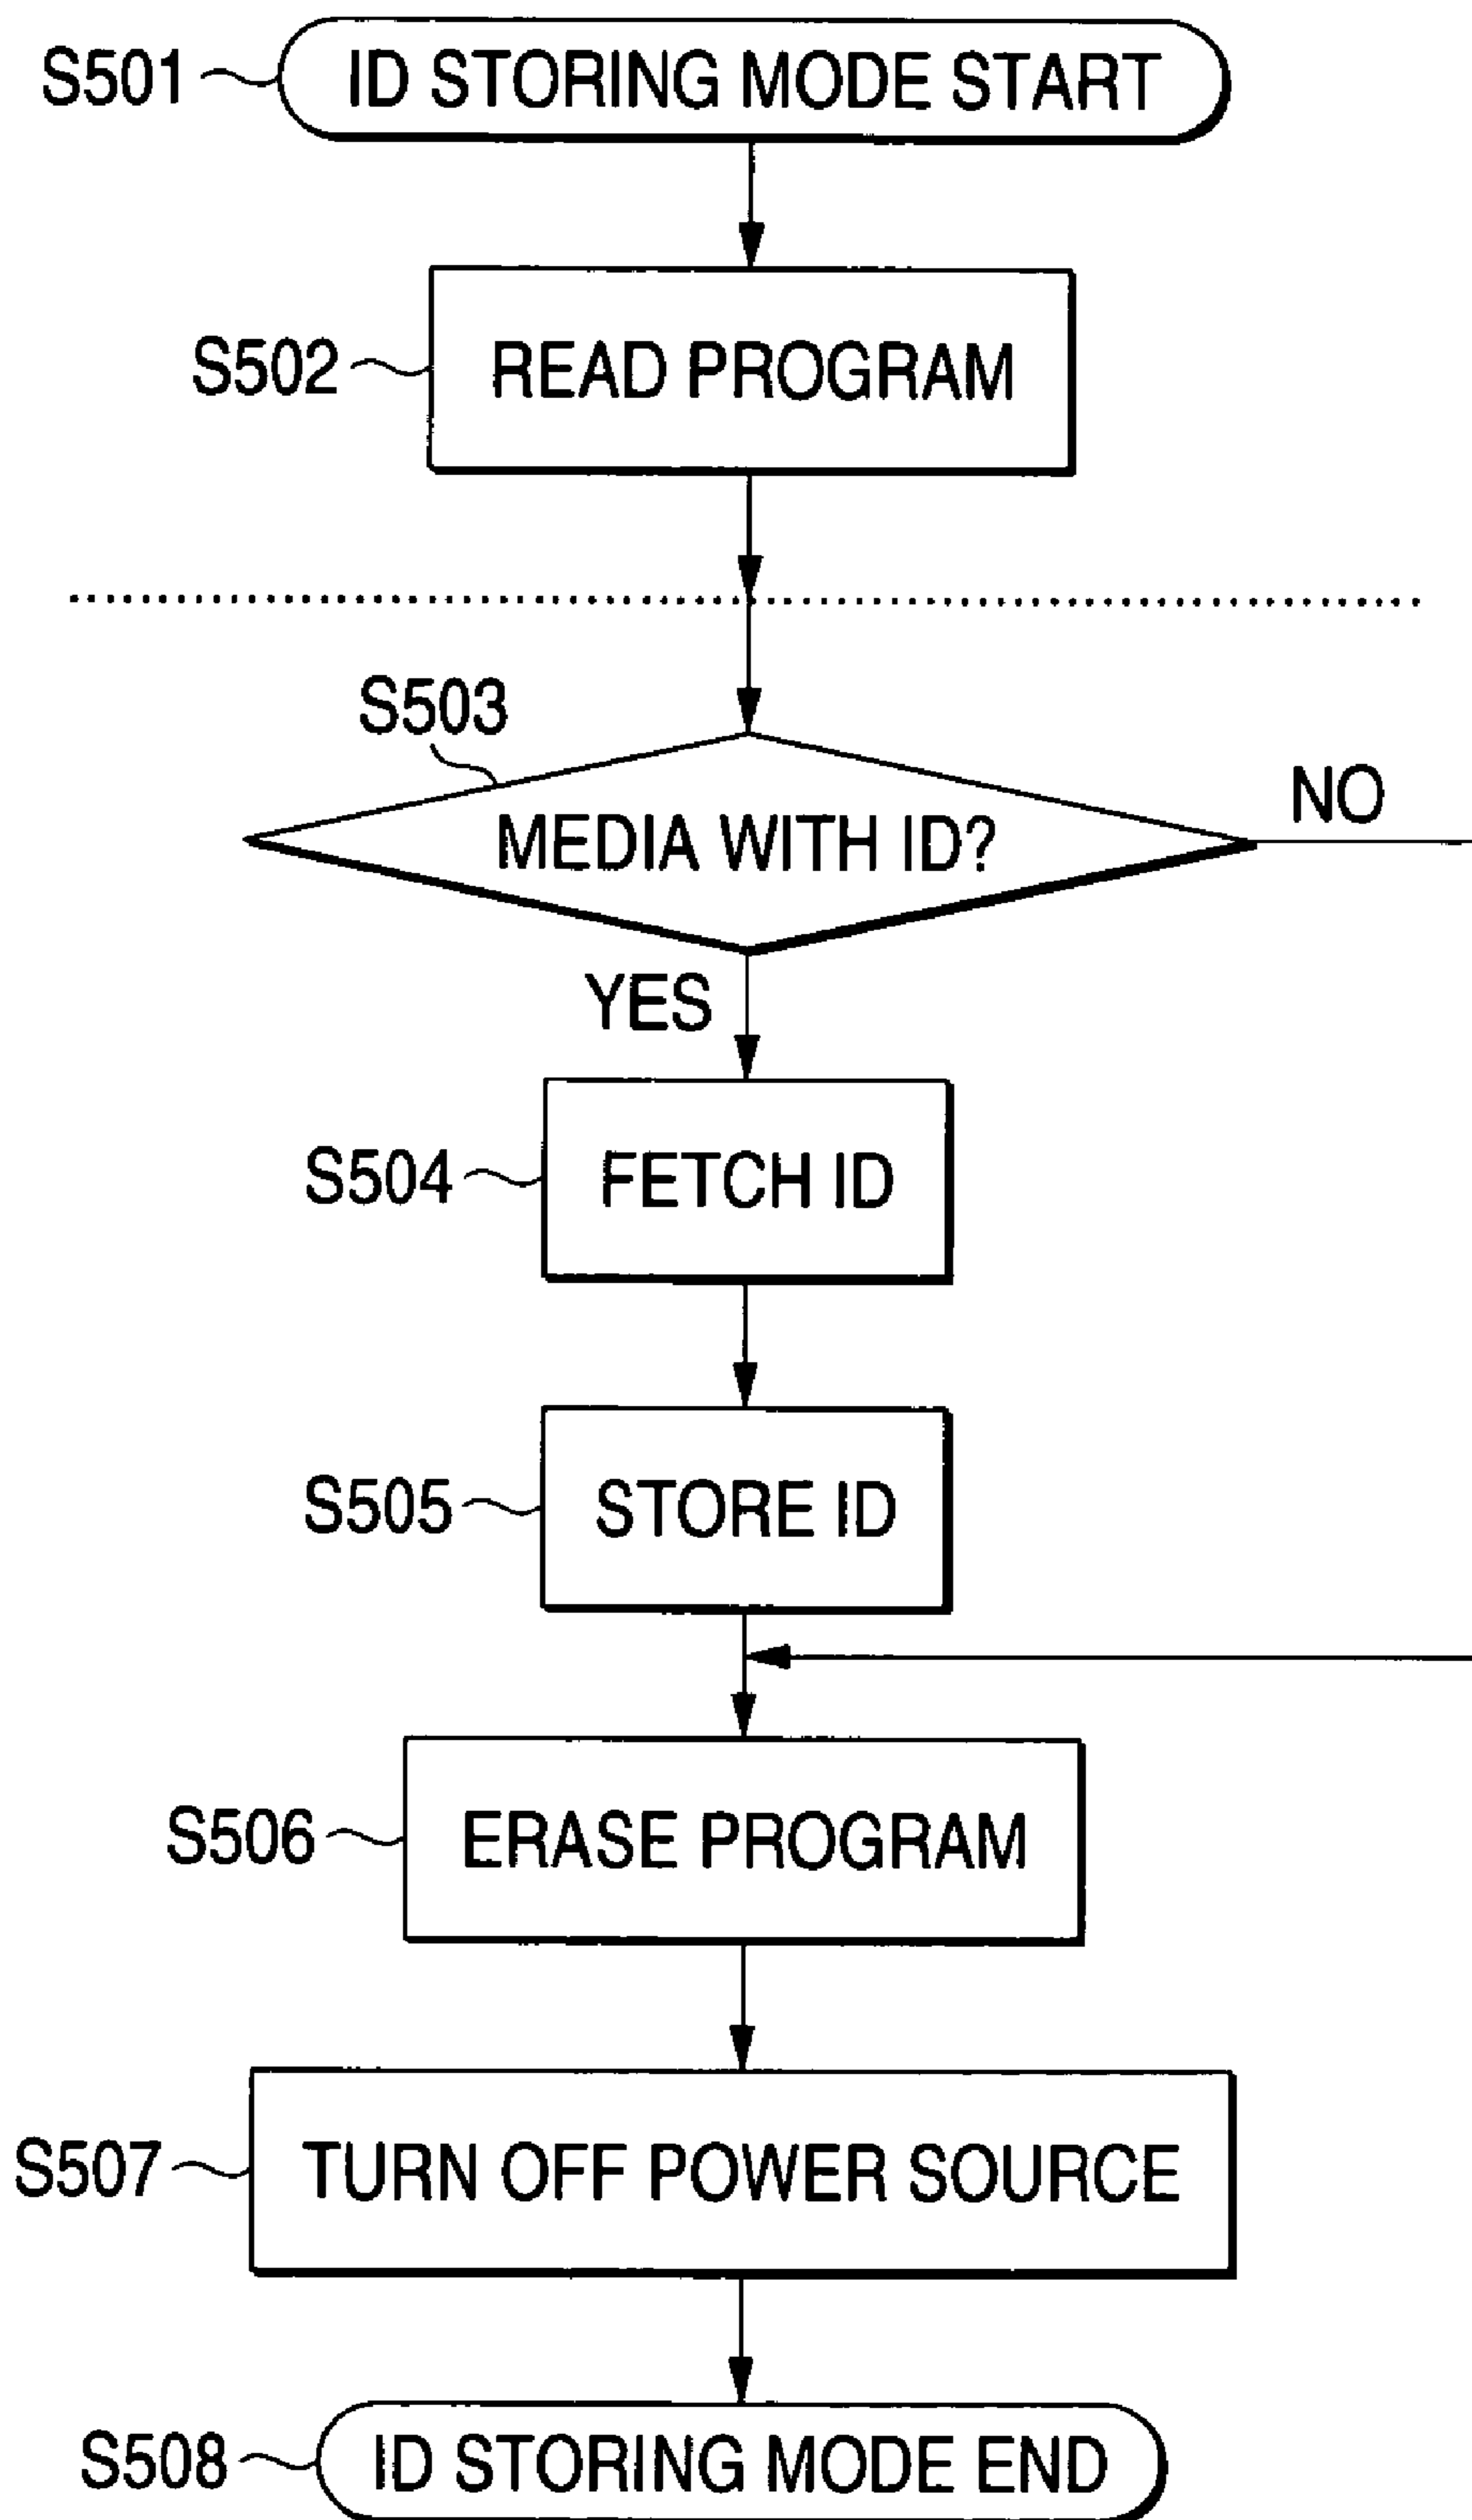 S501 ID STORING MODE START
S502 READ PROGRAM
S503
MEDIA WITH ID?
NO
YES
S504 FETCH ID
S505 STORE ID
S506 ERASE PROGRAM
S507 TURN OFF POWER SOURCE
S508 ID STORING MODE END